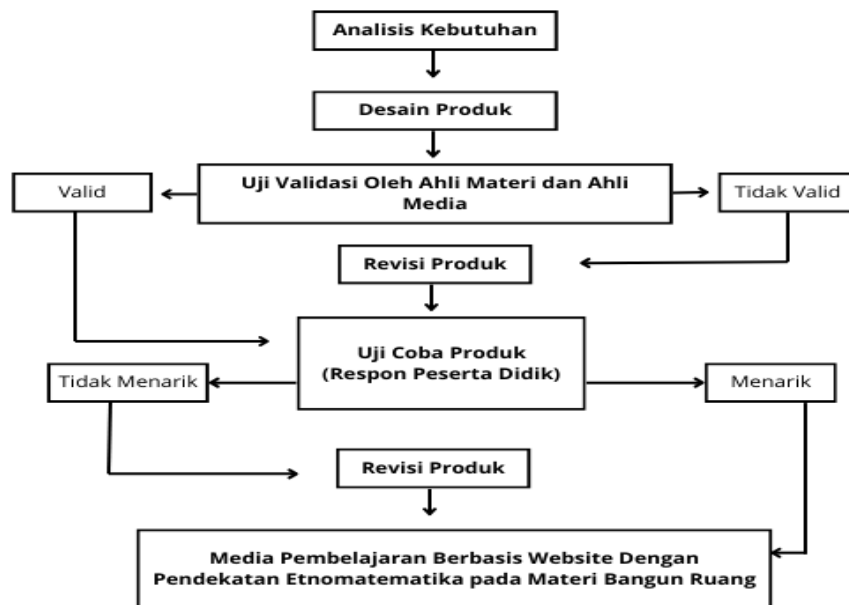 Analisis Kebutuhan
Desain Produk
Uji Validasi Oleh Ahli Materi dan Ahli
Media
Valid
Tidak Valid
Revisi Produk
Uji Coba Produk
(Respon Peserta Didik)
Tidak Menarik
Menarik
Revisi Produk
Media Pembelajaran Berbasis Website Dengan
Pendekatan Etnomatematika pada Materi Bangun Ruang